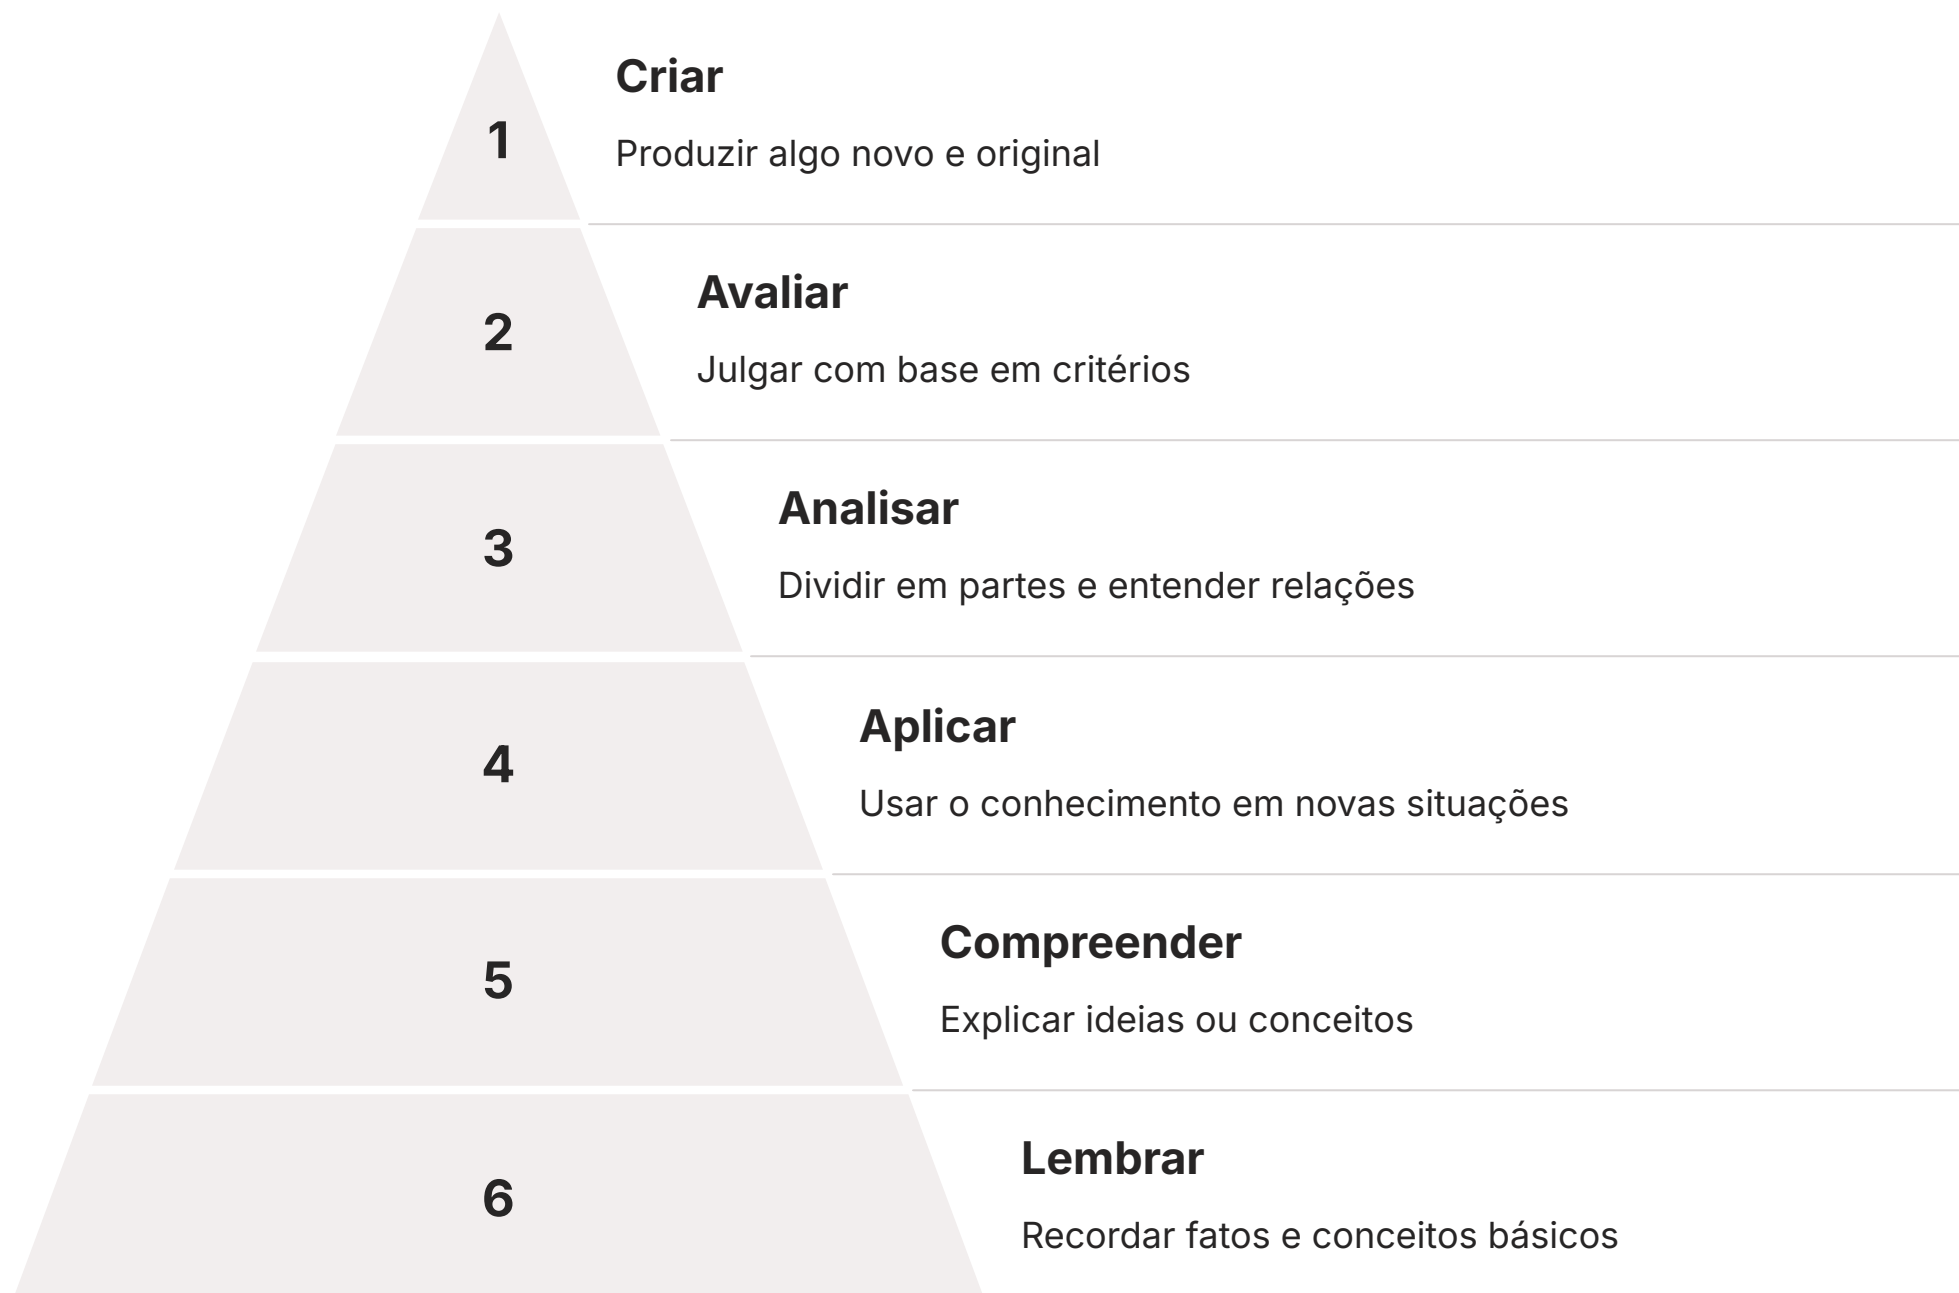 1
Criar
Produzir algo novo e original
2
Avaliar
Julgar com base em critérios
3
Analisar
Dividir em partes e entender relações
4
Aplicar
Usar o conhecimento em novas situações
5
Compreender
Explicar ideias ou conceitos
6
Lembrar
Recordar fatos e conceitos básicos